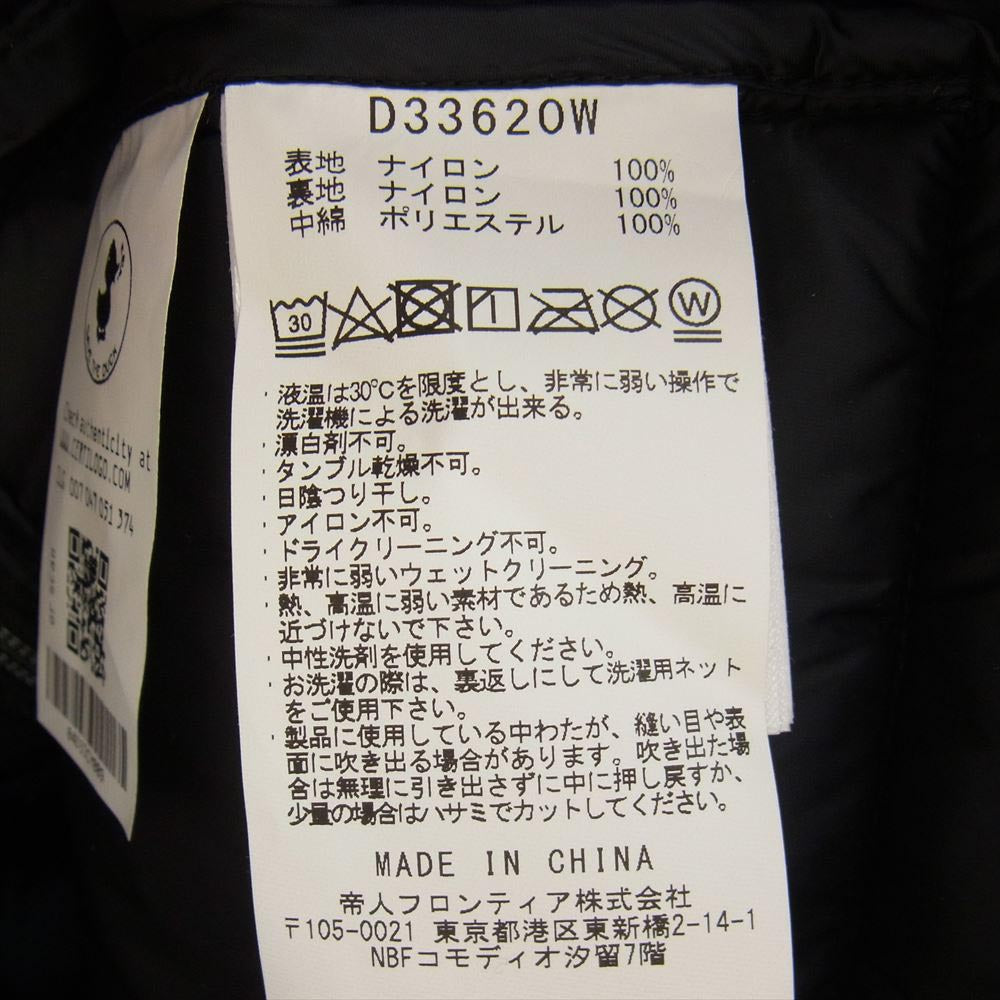 D33620W
表地 ナイロン 100%
裏地 ナイロン 100%
中綿 ポリエステル 100%
30
W
・液温は30℃を限度とし、非常に弱い操作で
洗濯機による洗濯が出来る。
・漂白剤不可。
・タンブル乾燥不可。
・日陰つり干し。
・アイロン不可。
・ドライクリーニング不可。
・非常に弱いウェットクリーニング。
・熱、高温に弱い素材であるため熱、高温に
近づけないで下さい。
・中性洗剤を使用してください。
・お洗濯の際は、裏返しにして洗濯用ネット
をご使用下さい。
・製品に使用している中わたが、縫い目や表
面に吹き出る場合があります。吹き出た場
合は無理に引き出さずに中に押し戻すか、
少量の場合はハサミでカットしてください。
MADE IN CHINA
帝人フロンティア株式会社
〒105-0021 東京都港区東新橋2-14-1
NBFコモディオ汐留7階
THE DUCK
Check authenticity at
WWW.CERTILOGO.COM
CLG 007 047 051 374